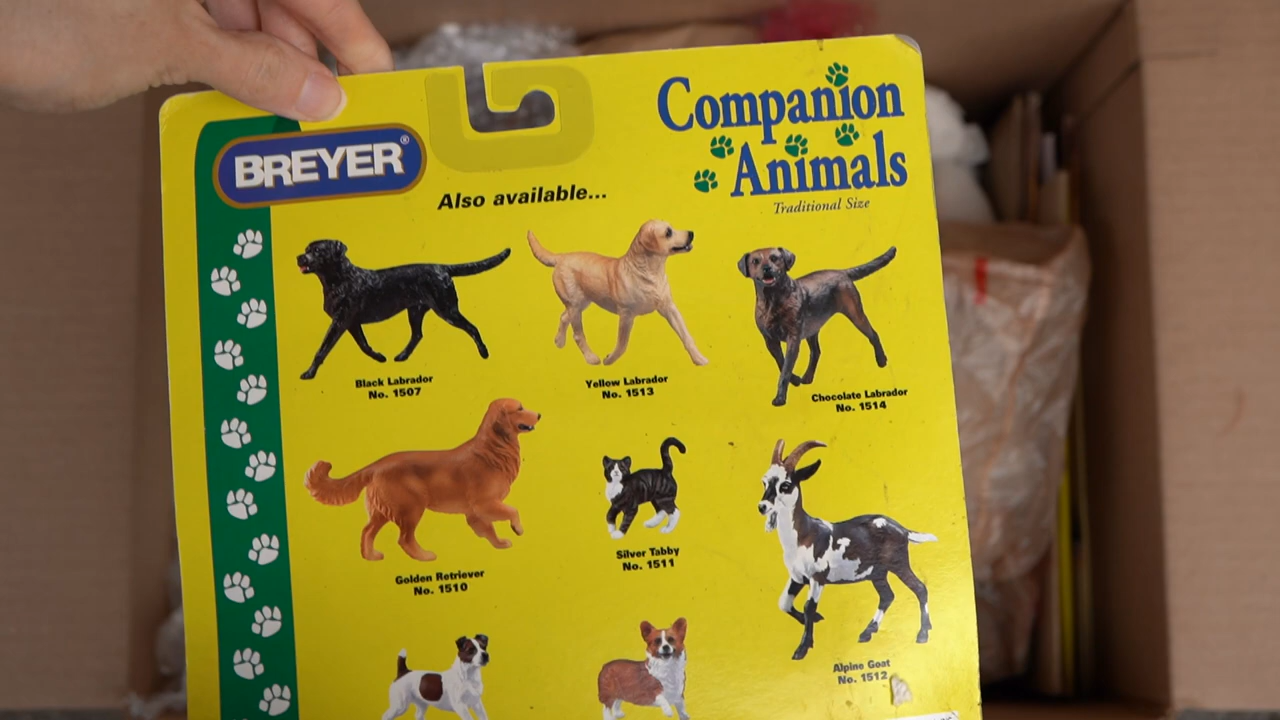 BREYER®
Companion
Animals
Traditional Size
Also available...
Black Labrador
No. 1507
Yellow Labrador
No. 1513
Chocolate Labrador
No. 1514
Golden Retriever
No. 1510
Silver Tabby
No. 1511
Alpine Goat
No. 1512